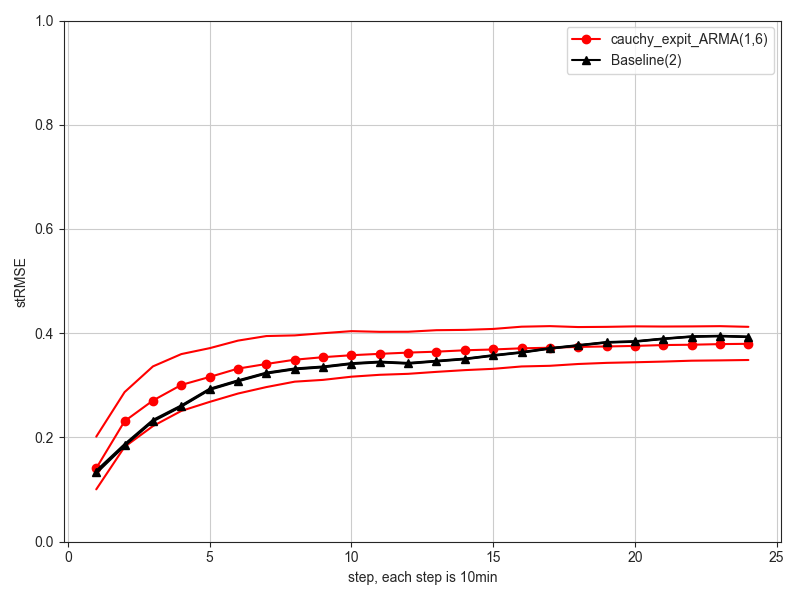 cauchy_expit_ARMA(1,6)
Baseline(2)
1.0
0.8
0.6
0.4
0.2
0.0
stRMSE
0 5 10 15 20 25
step, each step is 10min